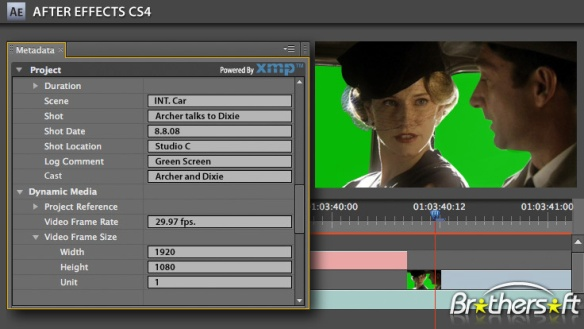 AE AFTER EFFECTS CS4
Metadata ×
Project Powered By xmp™
Duration
Scene INT. Car
Shot Archer talks to Dixie
Shot Date 8.8.08
Shot Location Studio C
Log Comment Green Screen
Cast Archer and Dixie
Dynamic Media
Project Reference
Video Frame Rate 29.97 fps.
Video Frame Size
Width 1920
Height 1080
Unit 1
1:03:40:00 01:03:40:12 01:03:41:00
Brothersoft